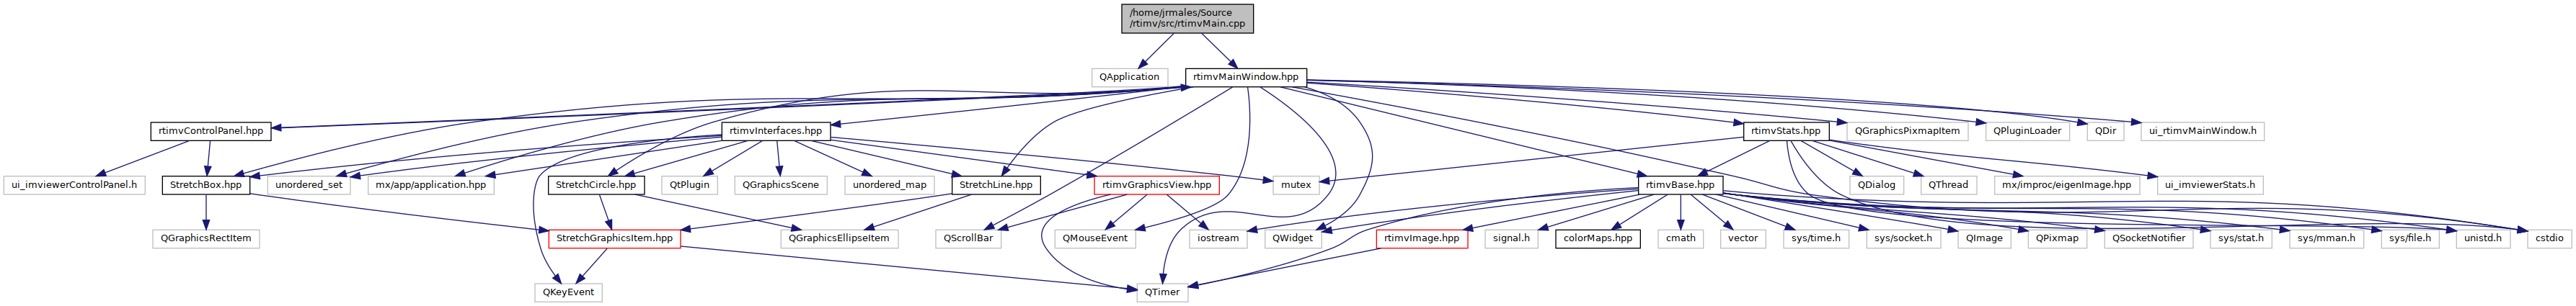 /home/jrmales/Source
/rtimv/src/rtimvMain.cpp
QApplication
rtimvMainWindow.hpp
rtimvControlPanel.hpp
rtimvInterfaces.hpp
rtimvStats.hpp
QGraphicsPixmapItem
QPluginLoader
QDir
ui_rtimvMainWindow.h
ui_imviewerControlPanel.h
StretchBox.hpp
unordered_set
mx/app/application.hpp
StretchCircle.hpp
QtPlugin
QGraphicsScene
unordered_map
StretchLine.hpp
rtimvGraphicsView.hpp
mutex
rtimvBase.hpp
QDialog
QThread
mx/improc/eigenImage.hpp
ui_imviewerStats.h
QGraphicsRectItem
StretchGraphicsItem.hpp
QGraphicsEllipseItem
QScrollBar
QMouseEvent
iostream
QWidget
rtimvImage.hpp
signal.h
colorMaps.hpp
cmath
vector
sys/time.h
sys/socket.h
QImage
QPixmap
QSocketNotifier
sys/stat.h
sys/mman.h
sys/file.h
unistd.h
cstdio
QKeyEvent
QTimer